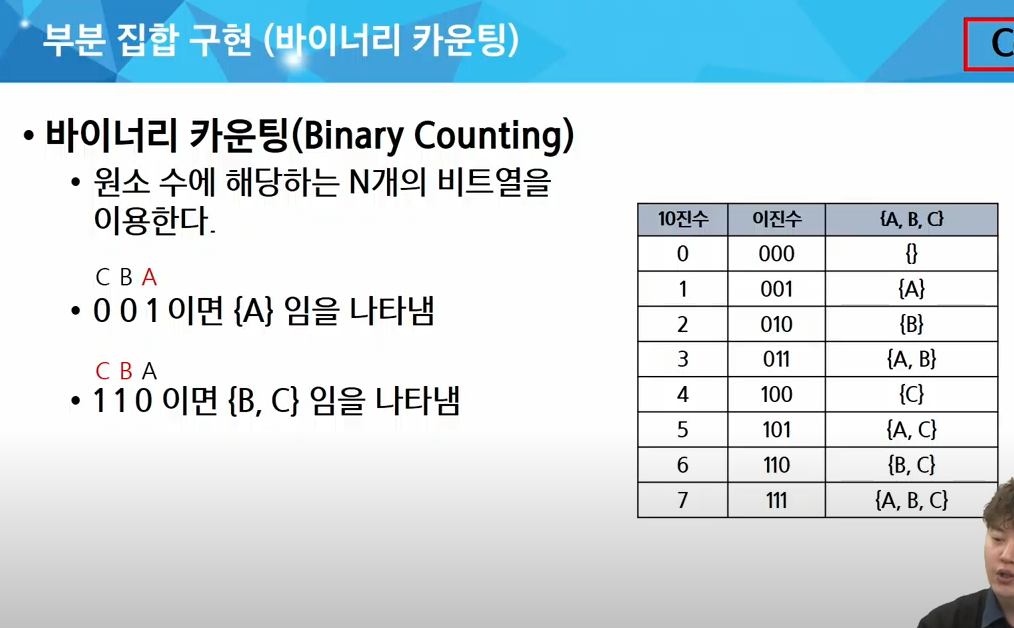 부분 집합 구현 (바이너리 카운팅)
C
• 바이너리 카운팅(Binary Counting)
• 원소 수에 해당하는 N개의 비트열을
이용한다.
C B A
• 0 0 1 이면 {A} 임을 나타냄
C B A
• 1 1 0 이면 {B, C} 임을 나타냄
10진수 이진수 {A, B, C}
0 000 {}
1 001 {A}
2 010 {B}
3 011 {A, B}
4 100 {C}
5 101 {A, C}
6 110 {B, C}
7 111 {A, B, C}